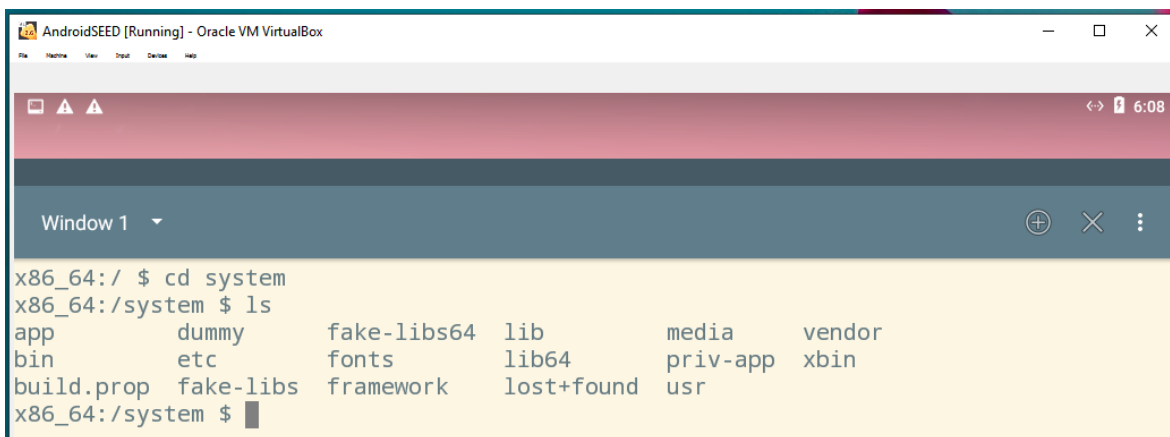 AndroidSEED [Running] - Oracle VM VirtualBox
File Machine View Input Devices Help
6:08
Window 1
x86_64:/ $ cd system
x86_64:/system $ ls
app dummy fake-libs64 lib media vendor
bin etc fonts lib64 priv-app xbin
build.prop fake-libs framework lost+found usr
x86_64:/system $